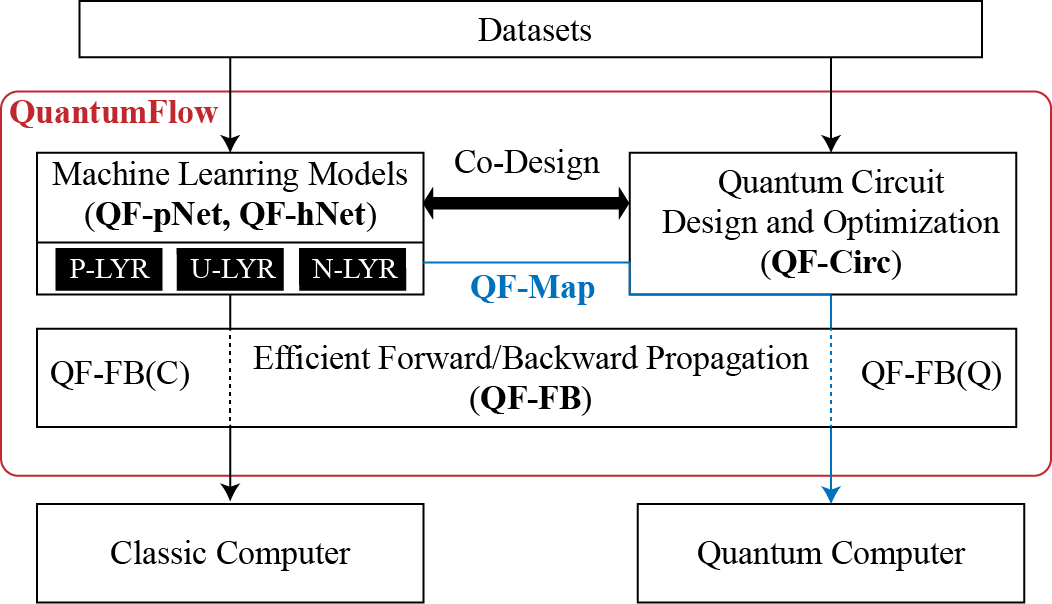 Datasets
QuantumFlow
Machine Leanring Models
(QF-pNet, QF-hNet)
P-LYR U-LYR N-LYR
Co-Design
QF-Map
Quantum Circuit
Design and Optimization
(QF-Circ)
QF-FB(C)
Efficient Forward/Backward Propagation
(QF-FB)
QF-FB(Q)
Classic Computer
Quantum Computer